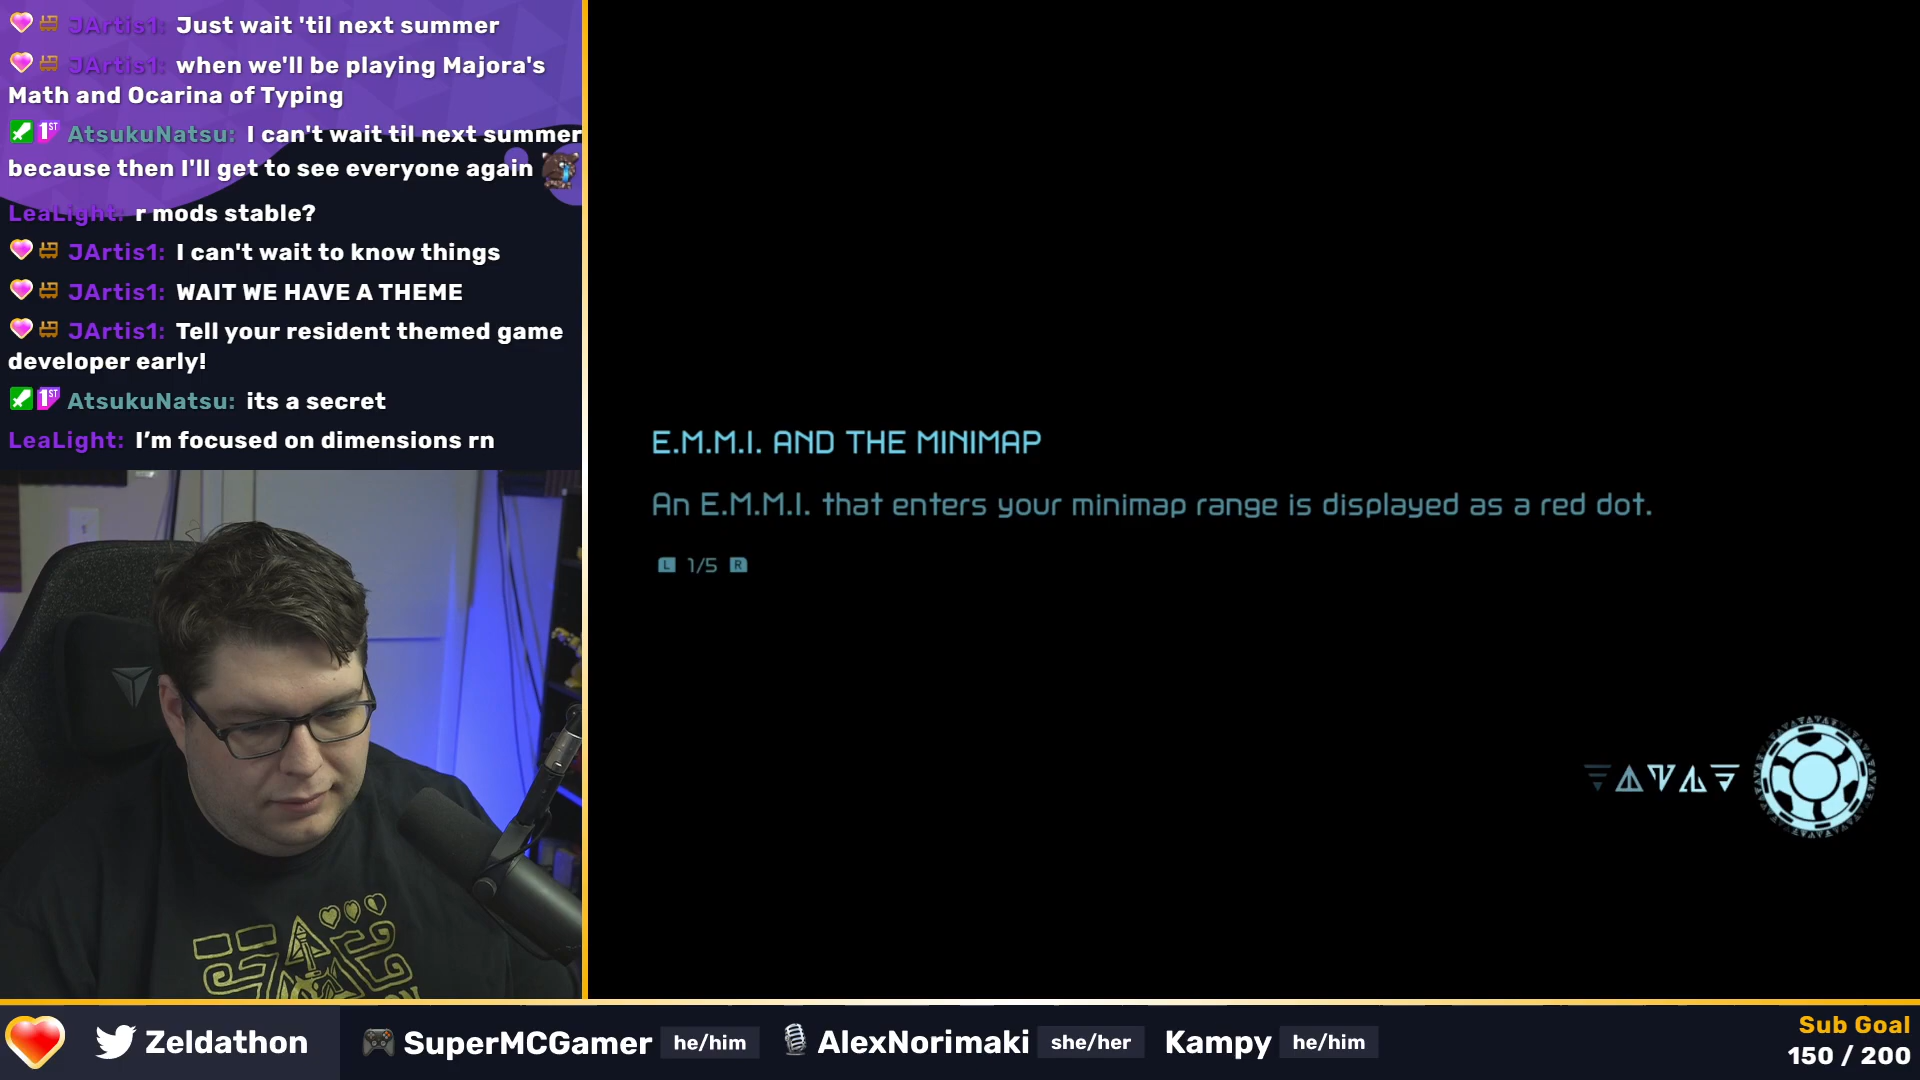 JArtis1: Just wait 'til next summer
JArtis1: when we'll be playing Majora's
Math and Ocarina of Typing
1ST AtsukuNatsu: I can't wait til next summer
because then I'll get to see everyone again
LeaLight: r mods stable?
JArtis1: I can't wait to know things
JArtis1: WAIT WE HAVE A THEME
JArtis1: Tell your resident themed game
developer early!
1ST AtsukuNatsu: its a secret
LeaLight: I’m focused on dimensions rn
E.M.M.I. AND THE MINIMAP
An E.M.M.I. that enters your minimap range is displayed as a red dot.
L 1/5 R
Zeldathon
SuperMCGamer he/him
AlexNorimaki she/her
Kampy he/him
Sub Goal
150 / 200